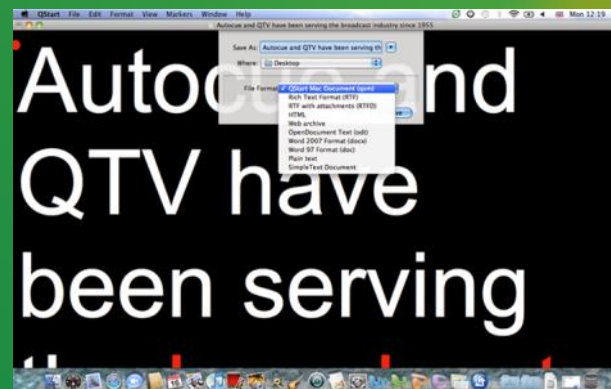 QStart File Edit Format View Markers Window Help Mon 12:19
Autocue and QTV have been serving the broadcast industry since 1955
Save As: Autocue and QTV have been serving th
Where: Desktop
File Format: ✓ QStart Mac Document (qsm)
Rich Text Format (RTF)
RTF with attachments (RTFD)
HTML
Web archive
OpenDocument Text (odt)
Word 2007 Format (docx)
Word 97 Format (doc)
Plain text
SimpleText Document
Autocue and
QTV have
been serving